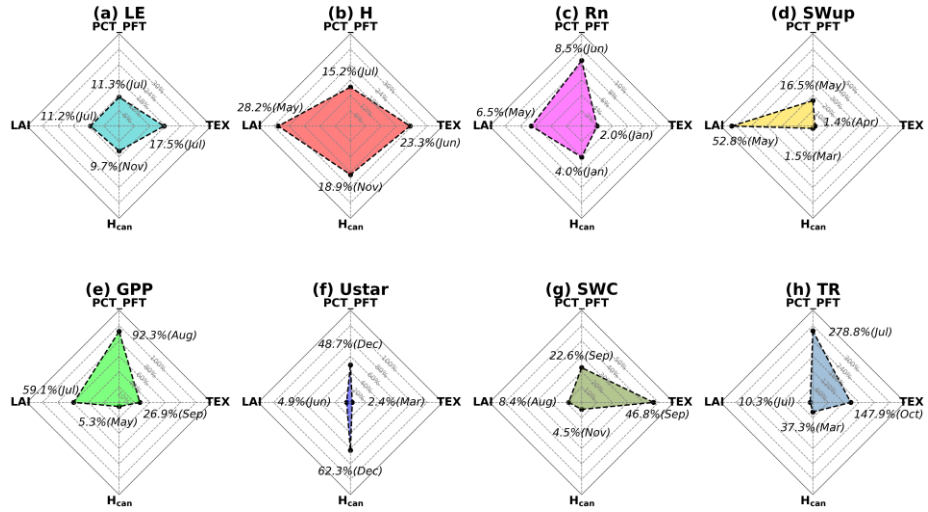 (a) LE
PCT_PFT
11.3%(Jul)
LAI
11.2%(Jul)
TEX
17.5%(Jul)
9.7%(Nov)
Hcan
(b) H
PCT_PFT
15.2%(Jul)
28.2%(May)
LAI
TEX
23.3%(Jun)
18.9%(Nov)
Hcan
(c) Rn
PCT_PFT
8.5%(Jun)
6.5%(May)
LAI
TEX
2.0%(Jan)
4.0%(Jan)
Hcan
(d) SWup
PCT_PFT
16.5%(May)
1.4%(Apr)
LAI
TEX
52.8%(May)
1.5%(Mar)
Hcan
(e) GPP
PCT_PFT
92.3%(Aug)
100%
80%
60%
59.1%(Jul)
LAI
TEX
26.9%(Sep)
5.3%(May)
Hcan
(f) Ustar
PCT_PFT
48.7%(Dec)
100%
80%
60%
LAI
4.9%(Jun)
2.4%(Mar)
TEX
62.3%(Dec)
Hcan
(g) SWC
PCT_PFT
22.6%(Sep)
LAI
8.4%(Aug)
TEX
46.8%(Sep)
4.5%(Nov)
Hcan
(h) TR
PCT_PFT
278.8%(Jul)
LAI
10.3%(Jul)
TEX
147.9%(Oct)
37.3%(Mar)
Hcan